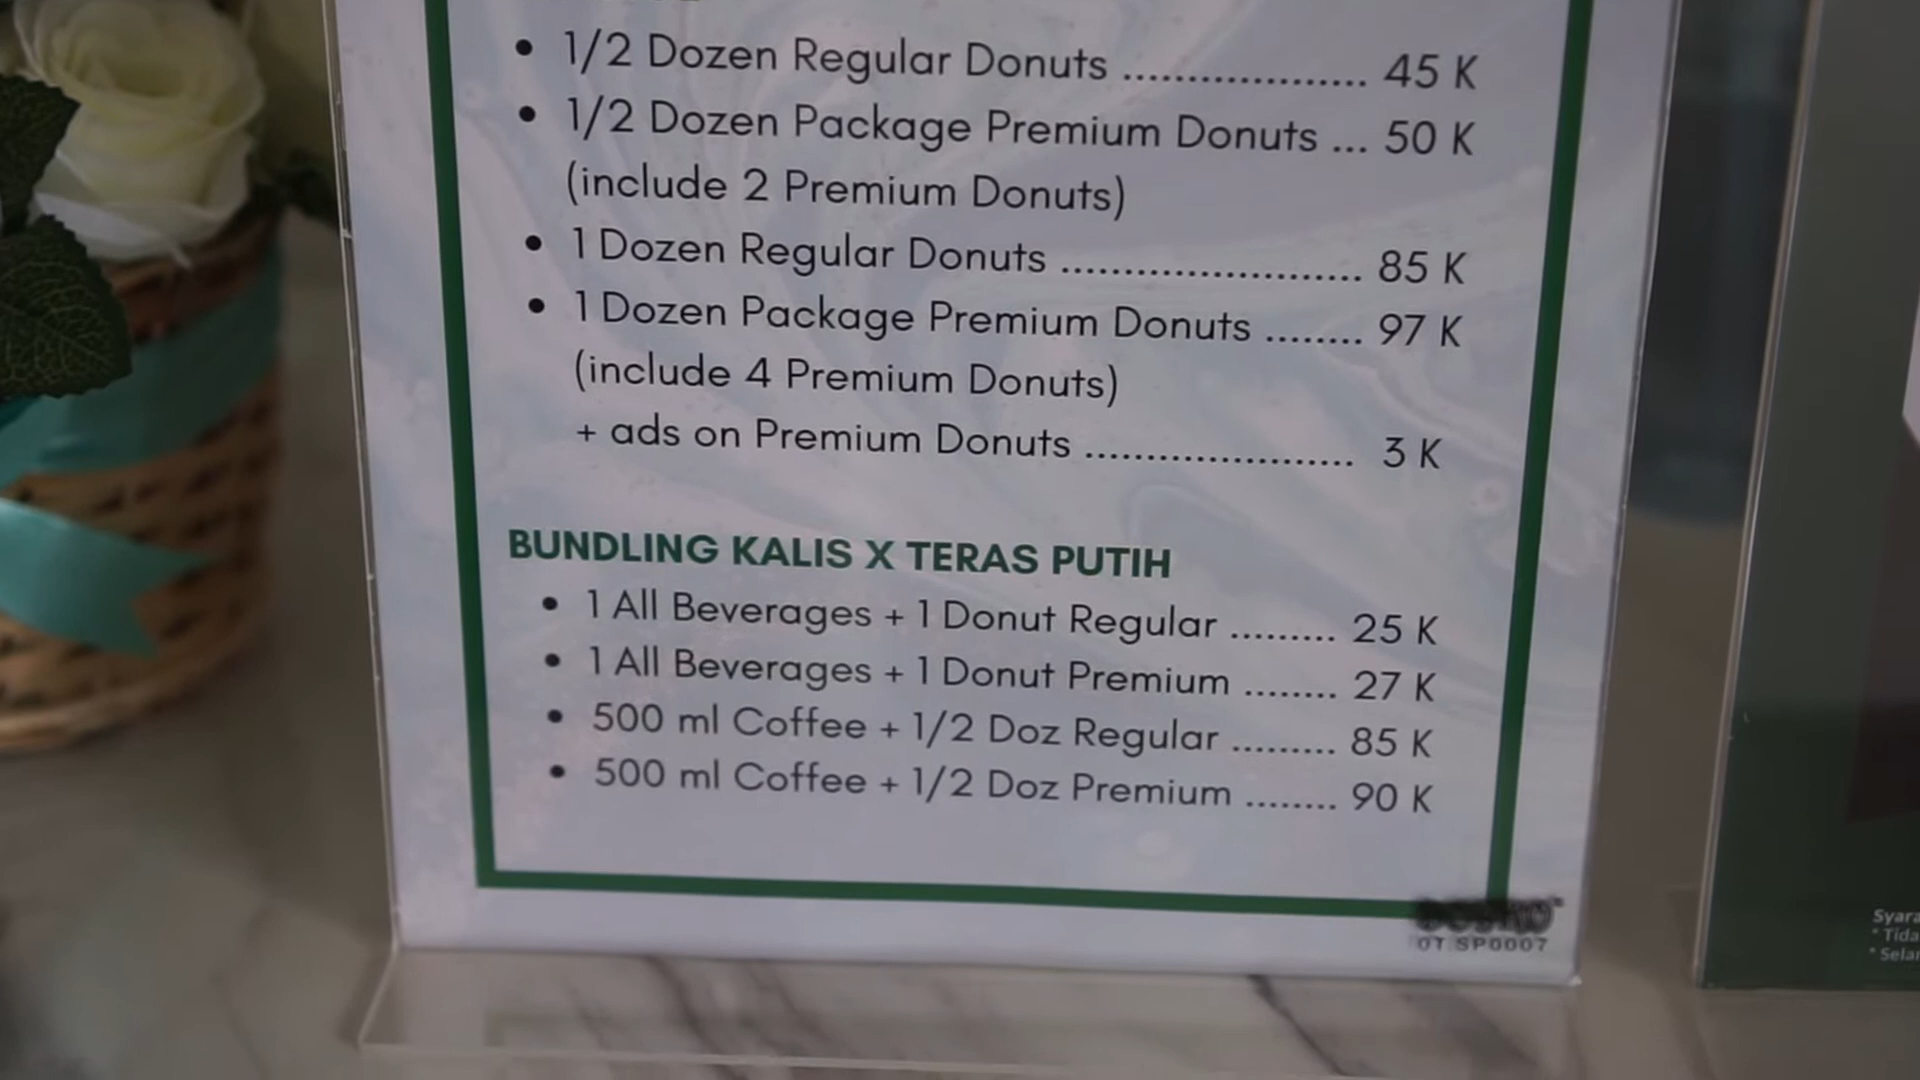 • 1/2 Dozen Regular Donuts ................... 45 K
• 1/2 Dozen Package Premium Donuts ... 50 K
(include 2 Premium Donuts)
• 1 Dozen Regular Donuts ........................ 85 K
• 1 Dozen Package Premium Donuts ........ 97 K
(include 4 Premium Donuts)
+ ads on Premium Donuts ..................... 3 K
BUNDLING KALIS X TERAS PUTIH
• 1 All Beverages + 1 Donut Regular ......... 25 K
• 1 All Beverages + 1 Donut Premium ........ 27 K
• 500 ml Coffee + 1/2 Doz Regular ......... 85 K
• 500 ml Coffee + 1/2 Doz Premium ........ 90 K
OT SP0007